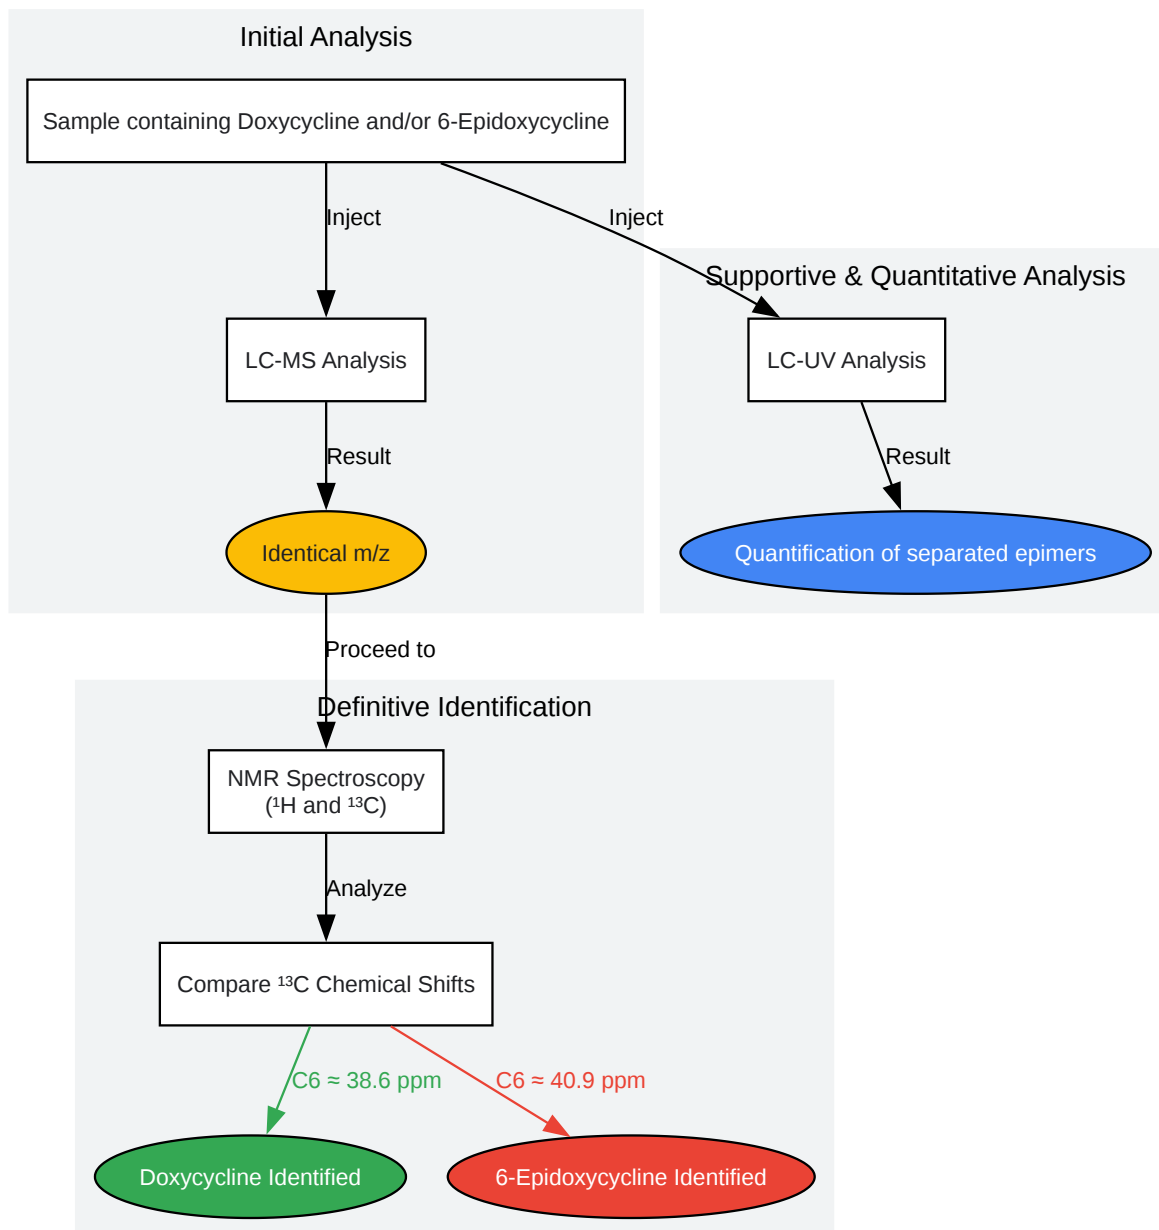 Initial Analysis
Sample containing Doxycycline and/or 6-Epidoxycycline
Inject
Inject
Supportive & Quantitative Analysis
LC-MS Analysis
LC-UV Analysis
Result
Result
Identical m/z
Quantification of separated epimers
Proceed to
Definitive Identification
NMR Spectroscopy
(¹H and ¹³C)
Analyze
Compare ¹³C Chemical Shifts
C6 ≈ 38.6 ppm
C6 ≈ 40.9 ppm
Doxycycline Identified
6-Epidoxycycline Identified